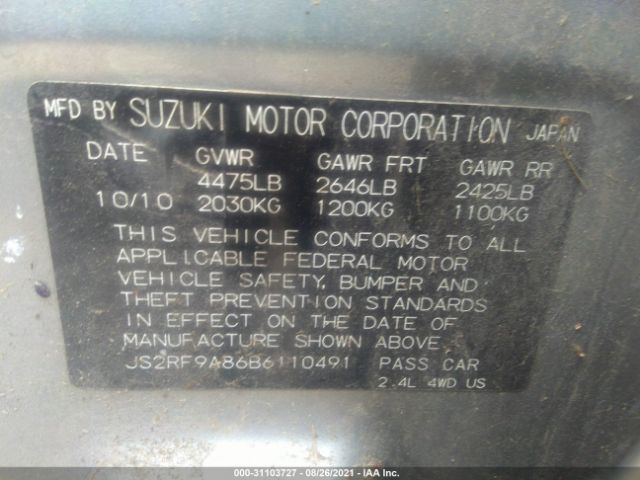 MFD BY SUZUKI MOTOR CORPORATION JAPAN
DATE GVWR GAWR FRT GAWR RR
4475LB 2646LB 2425LB
10/10 2030KG 1200KG 1100KG
THIS VEHICLE CONFORMS TO ALL
APPLICABLE FEDERAL MOTOR
VEHICLE SAFETY, BUMPER AND
THEFT PREVENTION STANDARDS
IN EFFECT ON THE DATE OF
MANUFACTURE SHOWN ABOVE.
JS2RF9A86B6110491 PASS CAR
2.4L 4WD US
000-31103727 - 08/26/2021 - IAA Corp.